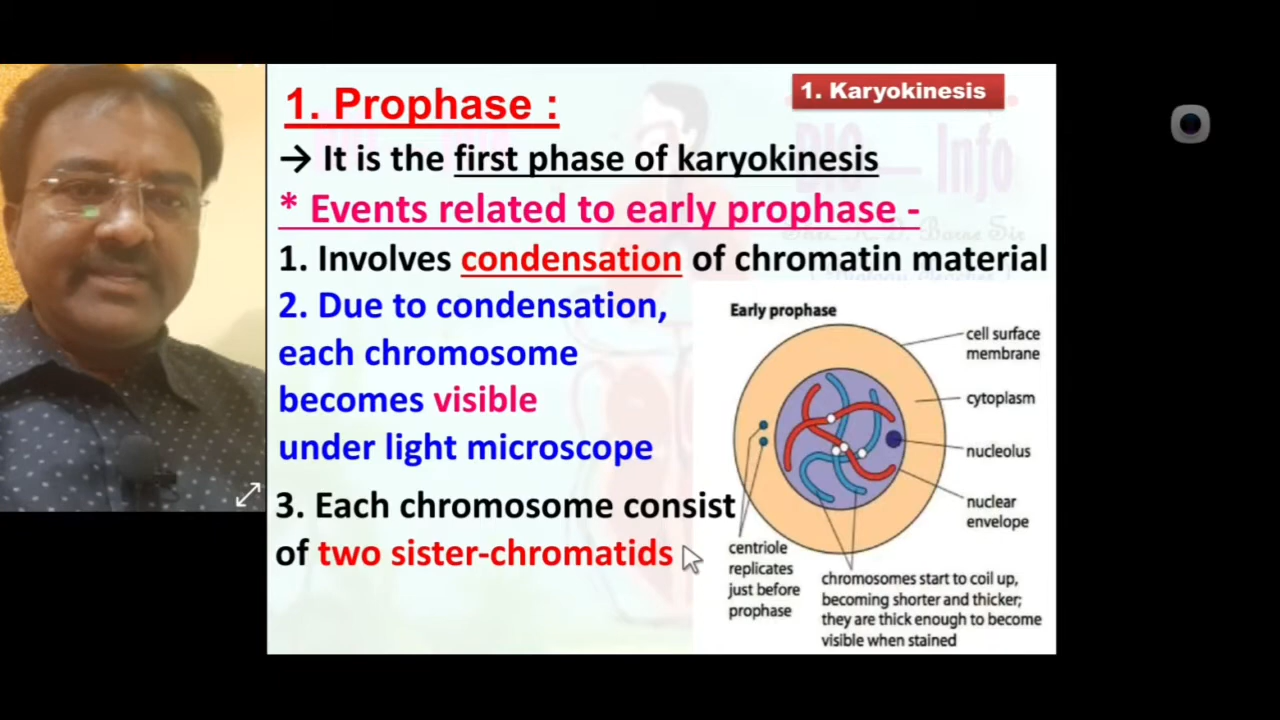 1. Karyokinesis
1. Prophase :
→ It is the first phase of karyokinesis
* Events related to early prophase -
1. Involves condensation of chromatin material
2. Due to condensation,
each chromosome
becomes visible
under light microscope
3. Each chromosome consist
of two sister-chromatids
BIO— Info
Early prophase
cell surface
membrane
cytoplasm
nucleolus
nuclear
envelope
centriole
replicates
just before
prophase
chromosomes start to coil up,
becoming shorter and thicker;
they are thick enough to become
visible when stained